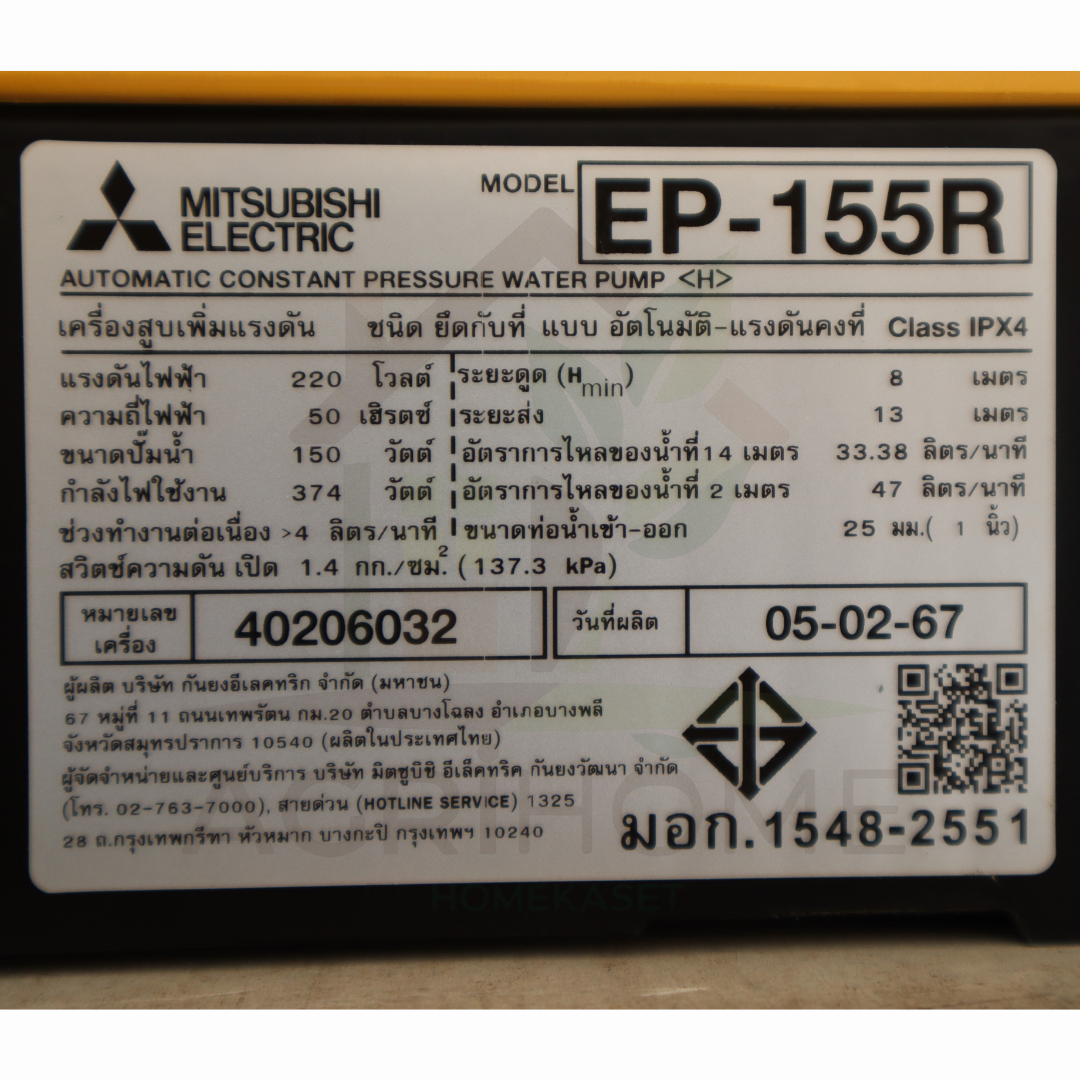 MITSUBISHI
ELECTRIC
MODEL EP-155R
AUTOMATIC CONSTANT PRESSURE WATER PUMP <H>
เครื่องสูบเพิ่มแรงดัน ชนิด ยึดกับที่ แบบ อัตโนมัติ-แรงดันคงที่ Class IPX4
แรงดันไฟฟ้า 220 โวลต์ ระยะดูด (Hmin) 8 เมตร
ความถี่ไฟฟ้า 50 เฮิรตซ์ ระยะส่ง 13 เมตร
ขนาดปั๊มน้ำ 150 วัตต์ อัตราการไหลของน้ำที่ 14 เมตร 33.38 ลิตร/นาที
กำลังไฟใช้งาน 374 วัตต์ อัตราการไหลของน้ำที่ 2 เมตร 47 ลิตร/นาที
ช่วงทำงานต่อเนื่อง >4 ลิตร/นาที ขนาดท่อน้ำเข้า-ออก 25 มม.( 1 นิ้ว)
สวิตช์ความดัน เปิด 1.4 กก./ซม.² (137.3 kPa)
หมายเลขเครื่อง 40206032 วันที่ผลิต 05-02-67
ผู้ผลิต บริษัท กันยงอีเลคทริก จำกัด (มหาชน)
67 หมู่ที่ 11 ถนนเทพรัตน กม.20 ตำบลบางโฉลง อำเภอบางพลี
จังหวัดสมุทรปราการ 10540 (ผลิตในประเทศไทย)
ผู้จัดจำหน่ายและศูนย์บริการ บริษัท มิตซูบิชิ อีเล็คทริค กันยงวัฒนา จำกัด
(โทร. 02-763-7000), สายด่วน (HOTLINE SERVICE) 1325
28 ถ.กรุงเทพกรีฑา หัวหมาก บางกะปิ กรุงเทพฯ 10240
มอก.1548-2551
AGRIHOME
HOMEKASET